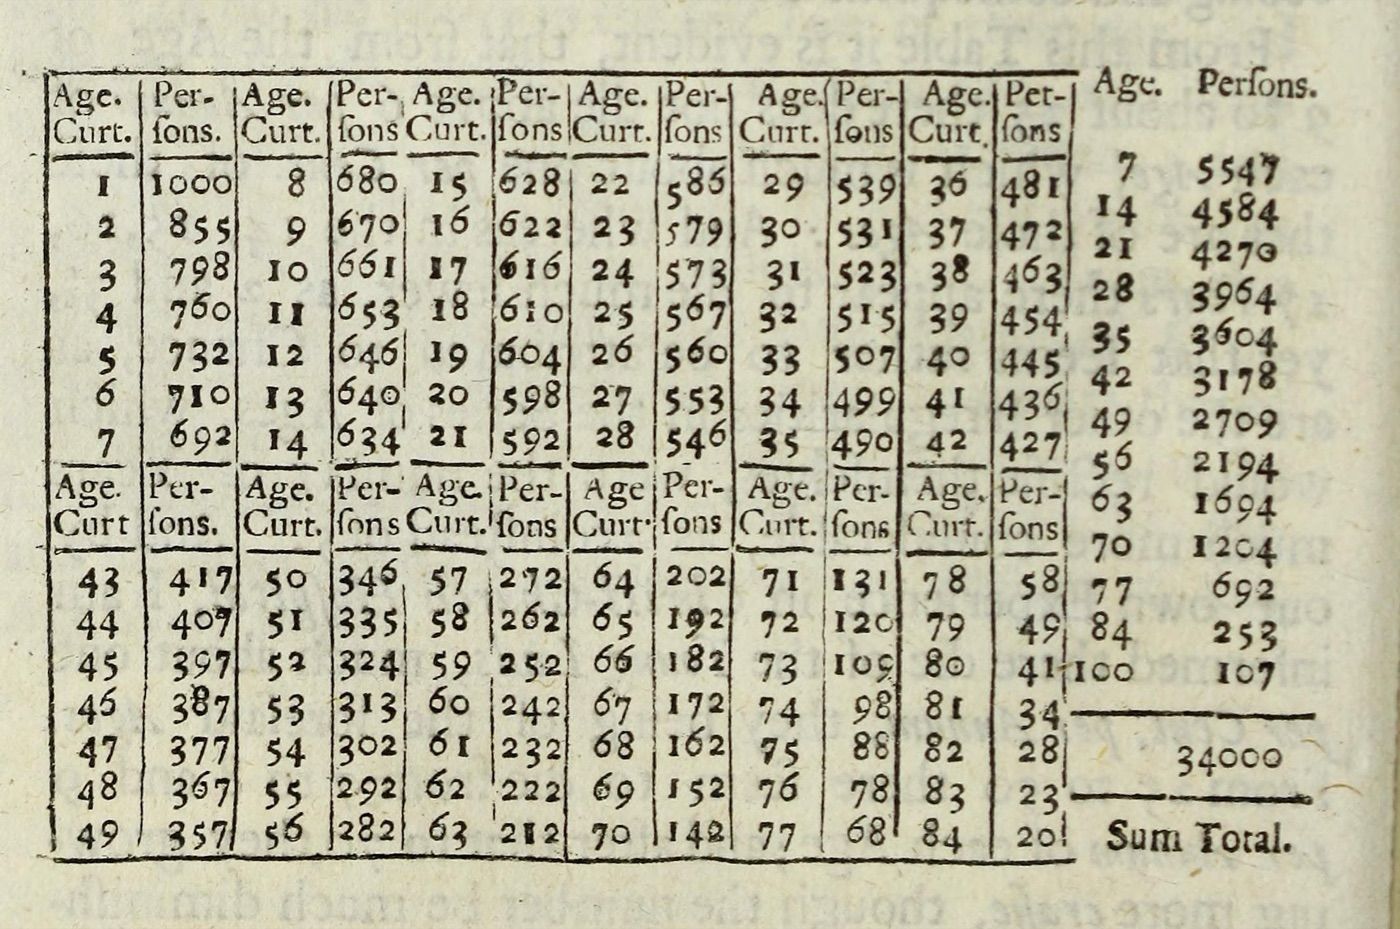 Age. Per- Age. Per- Age. Per- Age. Per- Age. Per- Age. Per- Age. Perſons.
Curt. ſons. Curt. ſons Curt. ſons Curt. ſons Curt. ſons Curt. ſons
1 1000 8 680 15 628 22 586 29 539 36 481 7 5547
2 855 9 670 16 622 23 579 30 531 37 472 14 4584
3 798 10 661 17 616 24 573 31 523 38 463 21 4270
4 760 11 653 18 610 25 567 32 515 39 454 28 3964
5 732 12 646 19 604 26 560 33 507 40 445 35 3604
6 710 13 640 20 598 27 553 34 499 41 436 42 3178
7 692 14 634 21 592 28 546 35 490 42 427 49 2709
Age. Per- Age. Per- Age. Per- Age Per- Age. Per- Age. Per- 56 2194
Curt ſons. Curt. ſons Curt. ſons Curt. ſons Curt. ſons Curt. ſons 63 1694
70 1204
43 417 50 346 57 272 64 202 71 131 78 58 77 692
44 407 51 335 58 262 65 192 72 120 79 49 84 253
45 397 52 324 59 252 66 182 73 109 80 41 100 107
46 387 53 313 60 242 67 172 74 98 81 34
47 377 54 302 61 232 68 162 75 88 82 28 34000
48 367 55 292 62 222 69 152 76 78 83 23
49 357 56 282 63 212 70 142 77 68 84 20 Sum Total.